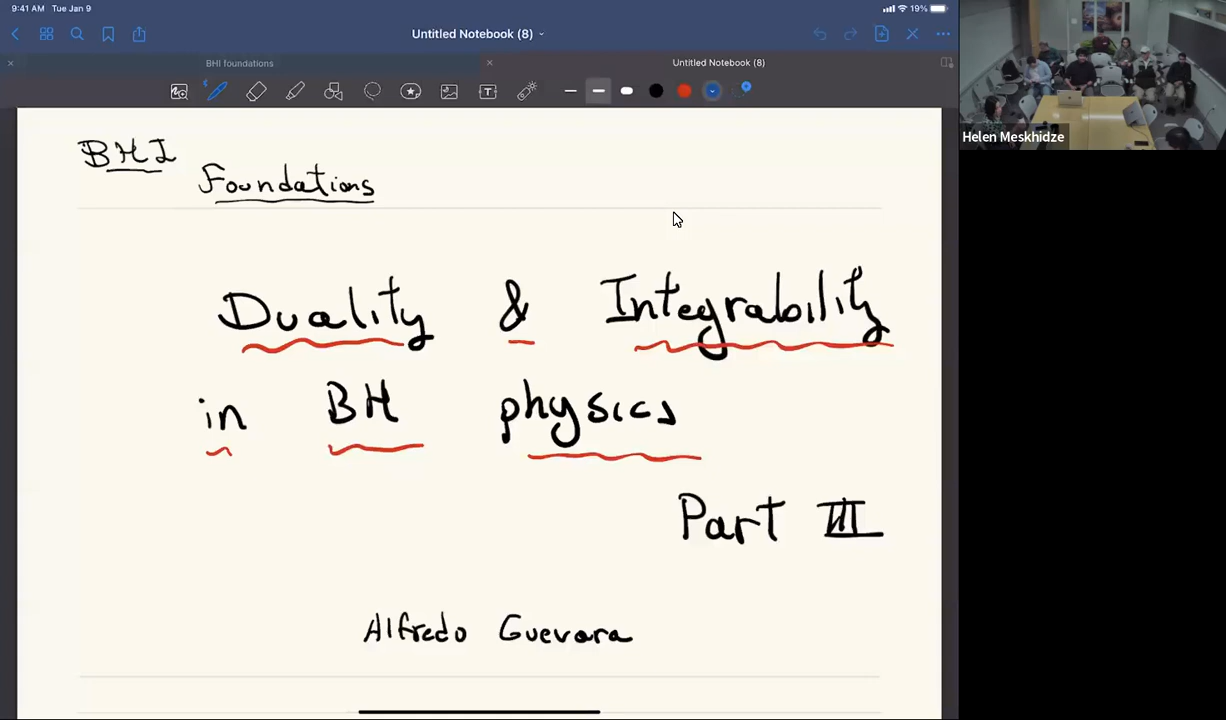 9:41 AM Tue Jan 9
19%
Untitled Notebook (8)
BHI foundations
Untitled Notebook (8)
Helen Meskhidze
BHI
Foundations
Duality & Integrability
in BH physics
Part III
Alfredo Guevara